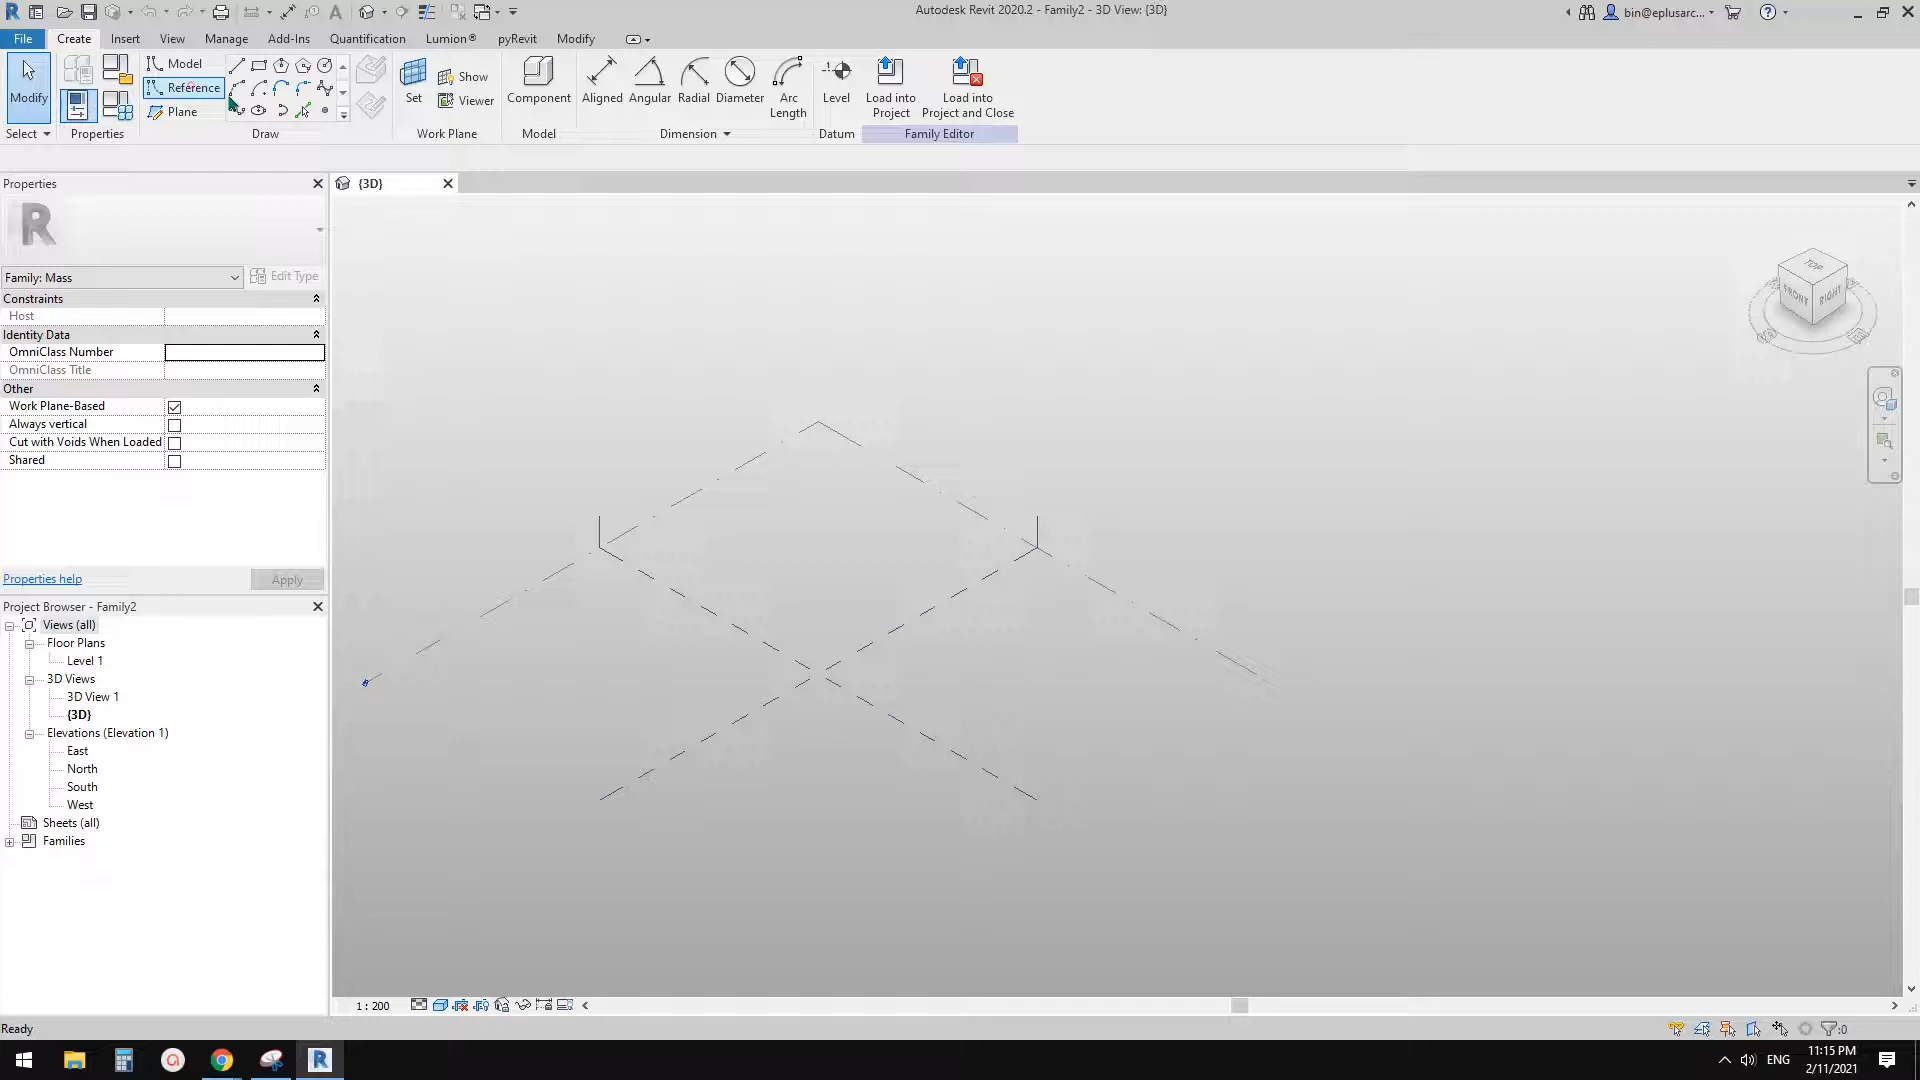 Autodesk Revit 2020.2 - Family2 - 3D View: {3D}
bin@eplusarc...
File Create Insert View Manage Add-Ins Quantification Lumion® pyRevit Modify
Modify
Model
Reference
Plane
Set
Show
Viewer
Component
Aligned Angular Radial Diameter Arc Length
Level
Load into Project
Load into Project and Close
Select Properties Draw Work Plane Model Dimension Datum Family Editor
Properties
{3D}
R
Family: Mass
Edit Type
Constraints
Host
Identity Data
OmniClass Number
OmniClass Title
Other
Work Plane-Based
Always vertical
Cut with Voids When Loaded
Shared
Properties help
Apply
Project Browser - Family2
Views (all)
Floor Plans
Level 1
3D Views
3D View 1
{3D}
Elevations (Elevation 1)
East
North
South
West
Sheets (all)
Families
TOP
FRONT
RIGHT
1 : 200
Ready
:0
ENG
11:15 PM
2/11/2021